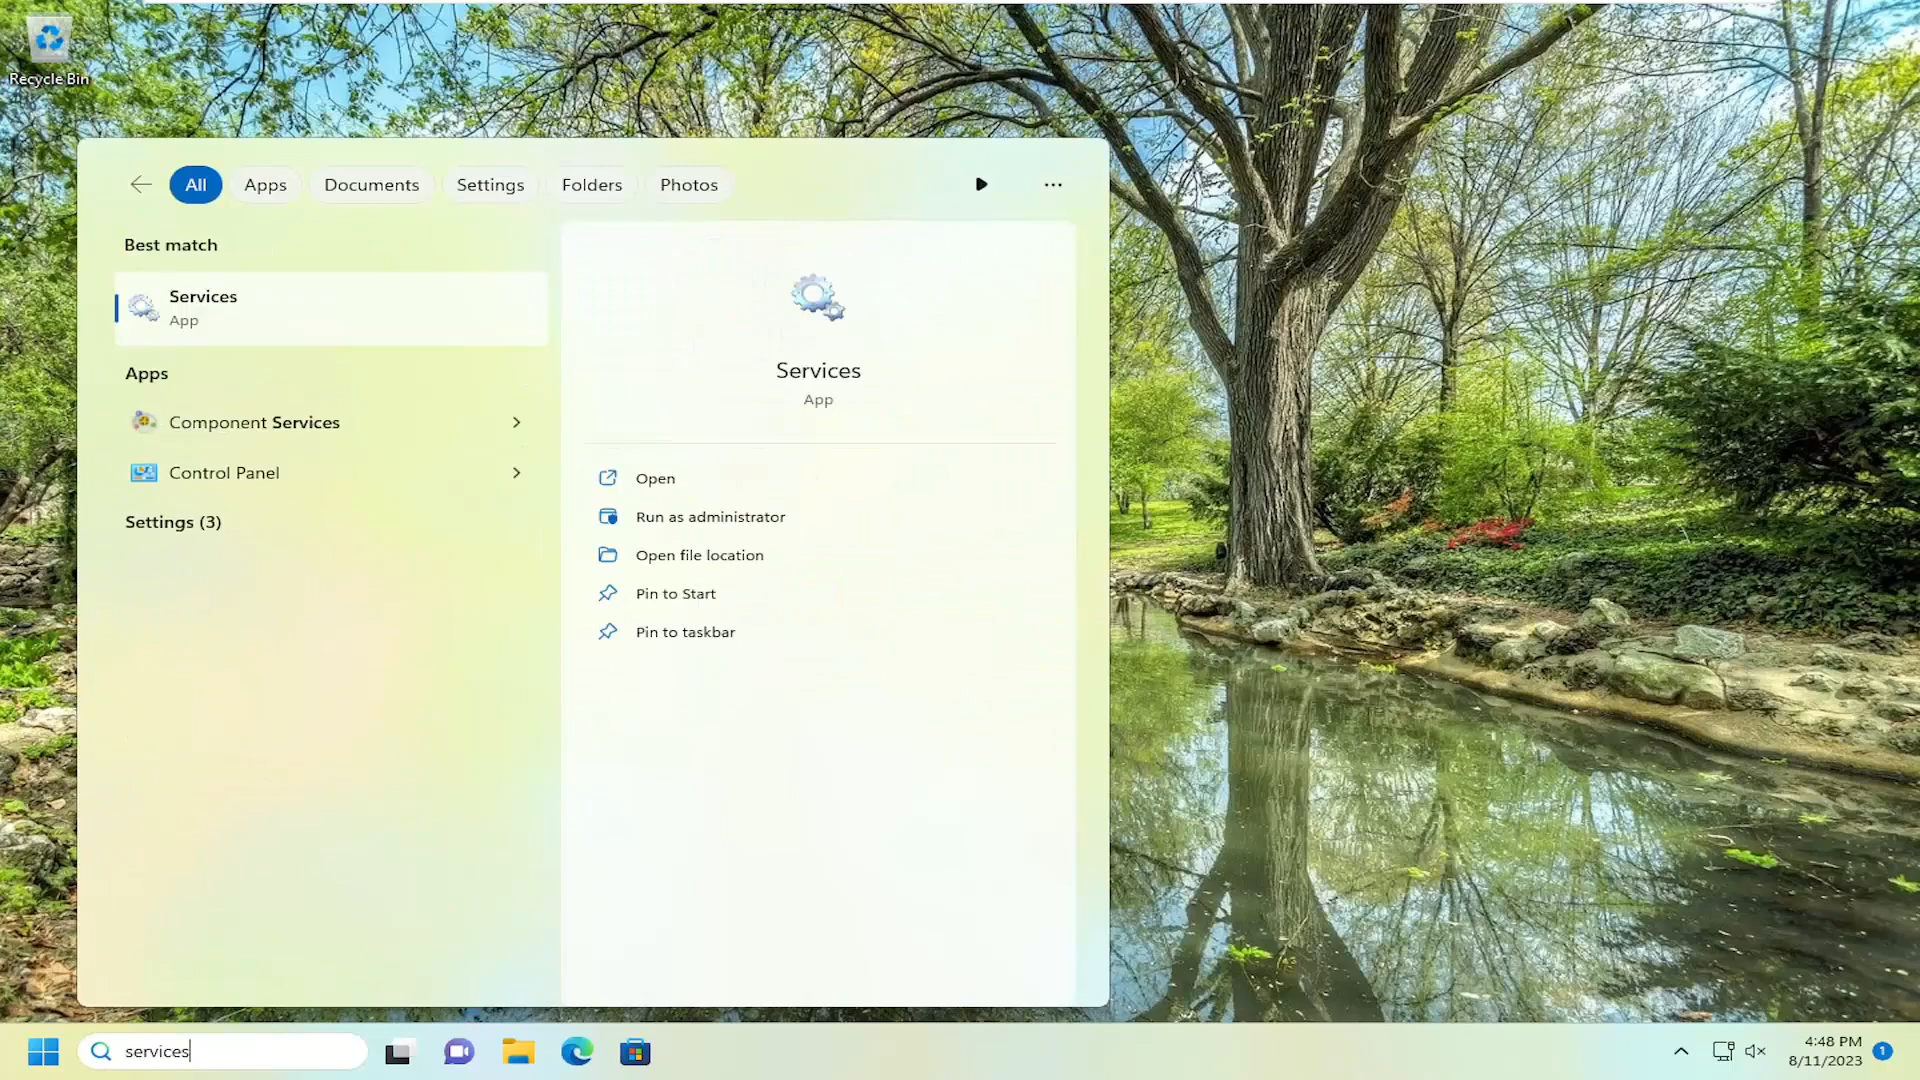 Recycle Bin
All
Apps
Documents
Settings
Folders
Photos
Best match
Services
App
Apps
Component Services
Control Panel
Settings (3)
Services
App
Open
Run as administrator
Open file location
Pin to Start
Pin to taskbar
services
4:48 PM
8/11/2023
1